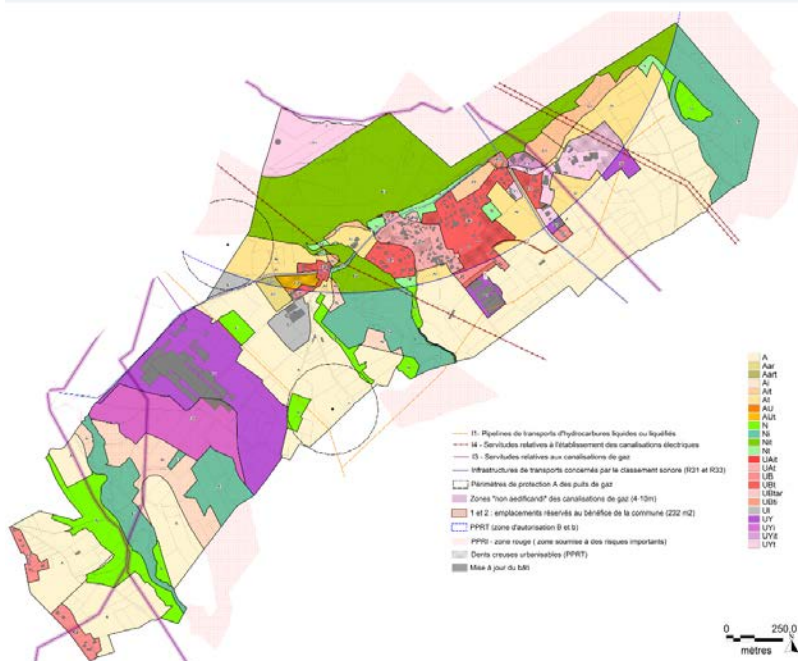 A
Aar
Aart
Ai
Ait
At
AU
AUt
N
Ni
Nit
Nt
UAit
UAt
UB
UBt
UBtar
UBti
UI
UY
UYi
UYit
UYt
I1- Pipelines de transports d'hydrocarbures liquides ou liquéfiés
I4 - Servitudes relatives à l'établissement des canalisations électriques
I3 - Servitudes relatives aux canalisations de gaz
Infrastructures de transports concernés par le classement sonore (R31 et R33)
Périmètres de protection A des puits de gaz
Zones "non aedificandi" des canalisations de gaz (4-10m)
1 et 2 : emplacements réservés au bénéfice de la commune (232 m2)
PPRT (zone d'autorisation B et b)
PPRI - zone rouge ( zone soumise à des risques importants)
Dents creuses urbanisables (PPRT)
Mise à jour du bâti
0 250,0
mètres